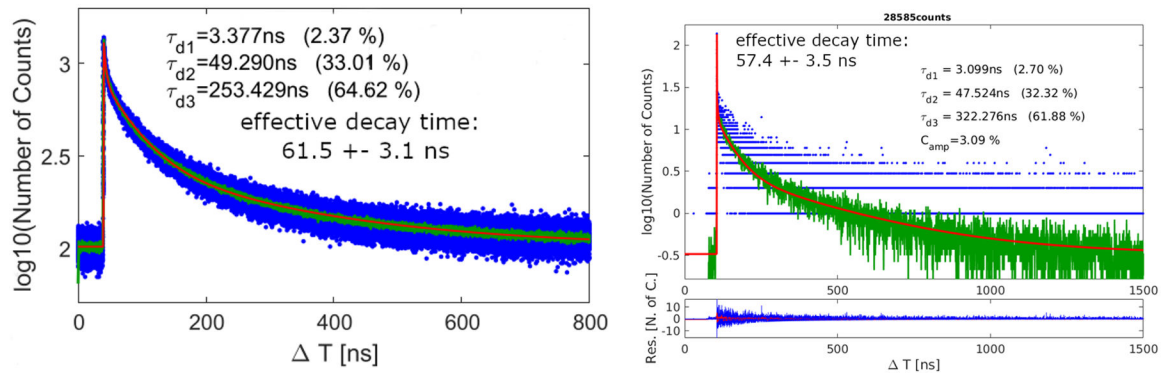 τd1=3.377ns (2.37 %)
τd2=49.290ns (33.01 %)
τd3=253.429ns (64.62 %)
effective decay time:
61.5 +- 3.1 ns
log10(Number of Counts)
3
2.5
2
0 200 400 600 800
Δ T [ns]
28585counts
effective decay time:
57.4 +- 3.5 ns
τd1 = 3.099ns (2.70 %)
τd2 = 47.524ns (32.32 %)
τd3 = 322.276ns (61.88 %)
Camp=3.09 %
log10(Number of Counts)
2
1.5
1
0.5
0
-0.5
0 500 1000 1500
Res. [N. of C.]
10
0
-10
0 500 1000 1500
Δ T [ns]